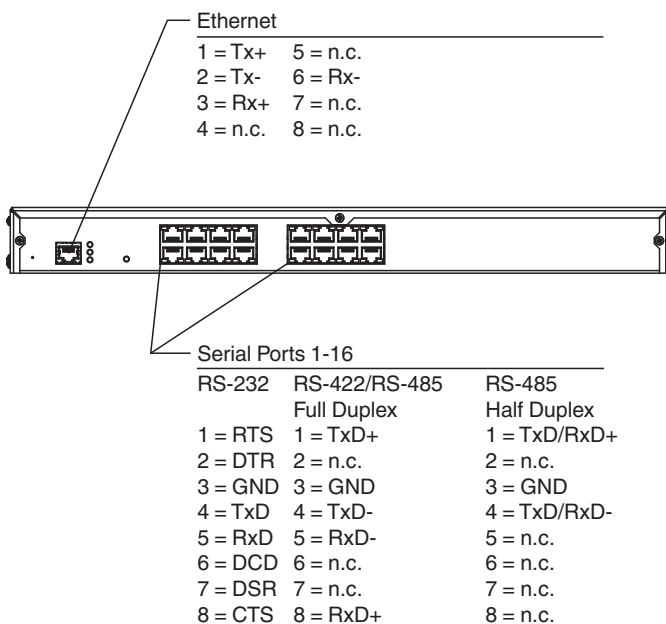 Ethernet
1 = Tx+ 5 = n.c.
2 = Tx- 6 = Rx-
3 = Rx+ 7 = n.c.
4 = n.c. 8 = n.c.
Serial Ports 1-16
RS-232 RS-422/RS-485 RS-485
Full Duplex Half Duplex
1 = RTS 1 = TxD+ 1 = TxD/RxD+
2 = DTR 2 = n.c. 2 = n.c.
3 = GND 3 = GND 3 = GND
4 = TxD 4 = TxD- 4 = TxD/RxD-
5 = RxD 5 = RxD- 5 = n.c.
6 = DCD 6 = n.c. 6 = n.c.
7 = DSR 7 = n.c. 7 = n.c.
8 = CTS 8 = RxD+ 8 = n.c.